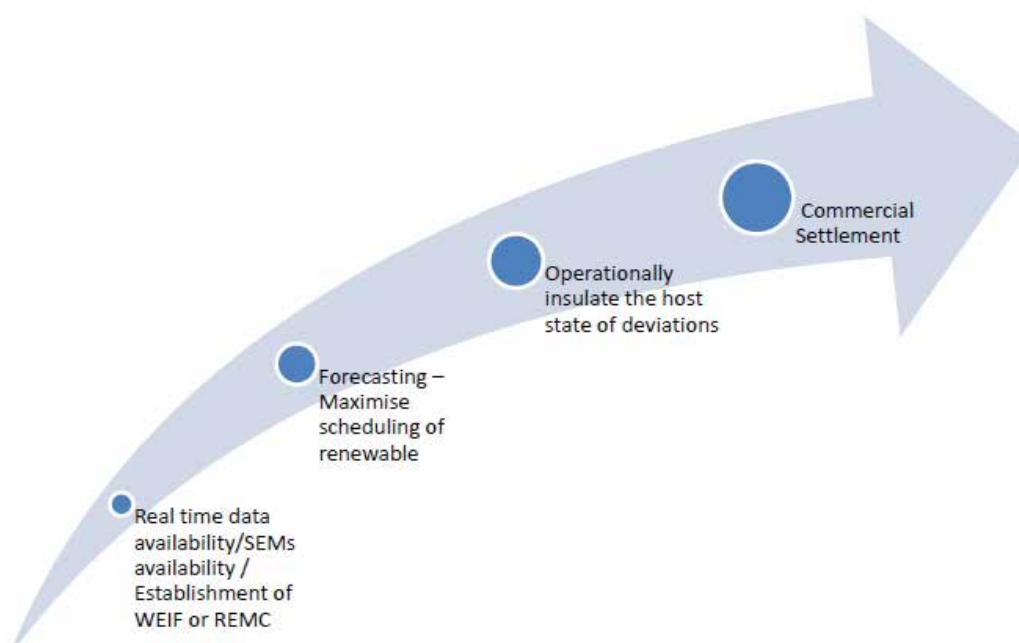 Commercial
Settlement
Operationally
insulate the host
state of deviations
Forecasting –
Maximise
scheduling of
renewable
Real time data
availability/SEMs
availability /
Establishment of
WEIF or REMC